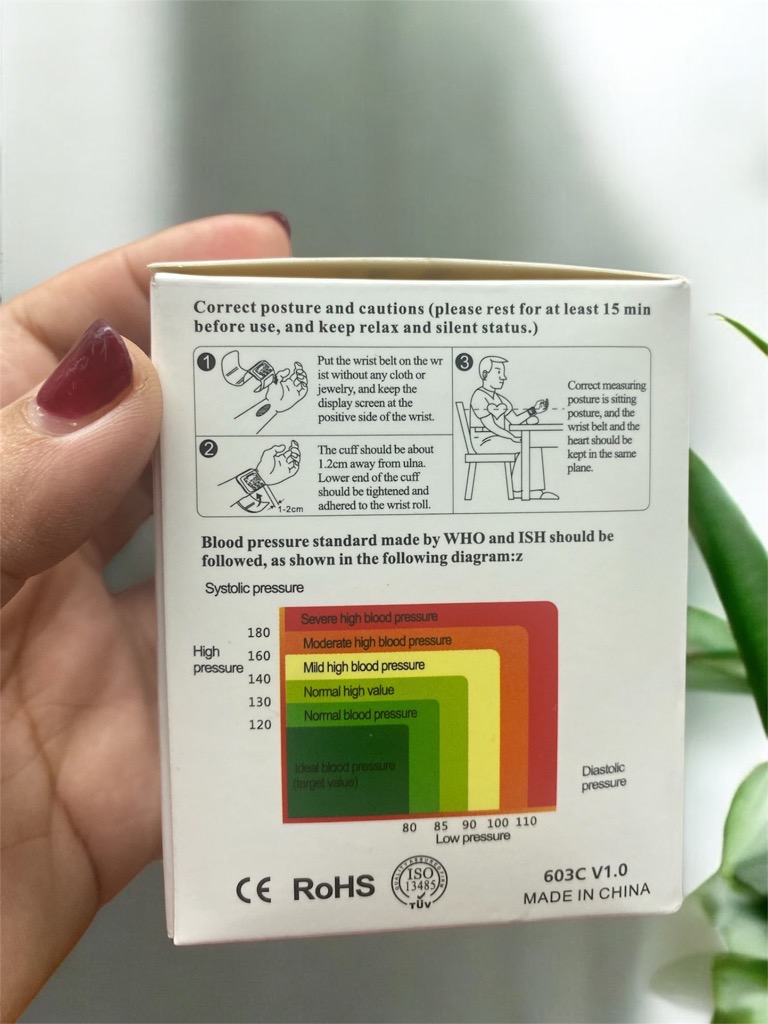 Correct posture and cautions (please rest for at least 15 min
before use, and keep relax and silent status.)
1
Put the wrist belt on the wr
ist without any cloth or
jewelry, and keep the
display screen at the
positive side of the wrist.
2
The cuff should be about
1.2cm away from ulna.
Lower end of the cuff
should be tightened and
adhered to the wrist roll.
1-2cm
3
Correct measuring
posture is sitting
posture, and the
wrist belt and the
heart should be
kept in the same
plane.
Blood pressure standard made by WHO and ISH should be
followed, as shown in the following diagram:z
Systolic pressure
High
pressure
180
160
140
130
120
Severe high blood pressure
Moderate high blood pressure
Mild high blood pressure
Normal high value
Normal blood pressure
Ideal blood pressure
(target value)
Diastolic
pressure
80 85 90 100 110
Low pressure
CE RoHS
QUALITY ASSURANCE
ISO
13485
TÜV
603C V1.0
MADE IN CHINA